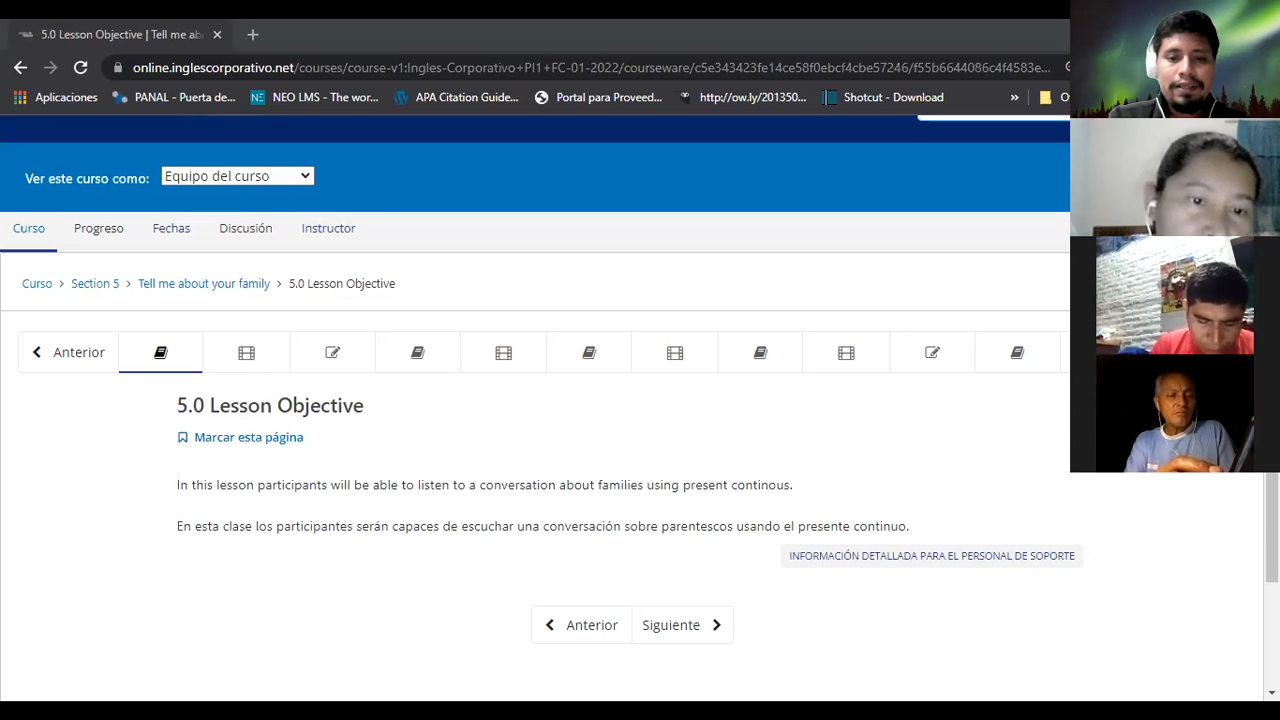 5.0 Lesson Objective | Tell me abo
online.inglescorporativo.net/courses/course-v1:Ingles-Corporativo+PI1+FC-01-2022/courseware/c5e343423fe14ce58f0ebcf4cbe57246/f55b6644086c4f4583e...
Aplicaciones PANAL - Puerta de... NEO LMS - The wor... APA Citation Guide... Portal para Proveed... http://ow.ly/201350... Shotcut - Download » O
Ver este curso como: Equipo del curso
Curso Progreso Fechas Discusión Instructor
Curso > Section 5 > Tell me about your family > 5.0 Lesson Objective
Anterior
5.0 Lesson Objective
Marcar esta página
In this lesson participants will be able to listen to a conversation about families using present continous.
En esta clase los participantes serán capaces de escuchar una conversación sobre parentescos usando el presente continuo.
INFORMACIÓN DETALLADA PARA EL PERSONAL DE SOPORTE
Anterior Siguiente